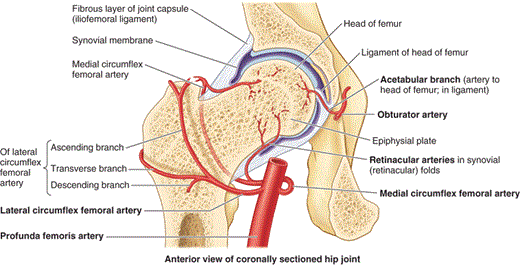 Fibrous layer of joint capsule
(iliofemoral ligament)
Synovial membrane
Medial circumflex
femoral artery
Head of femur
Ligament of head of femur
Acetabular branch (artery to
head of femur; in ligament)
Obturator artery
Epiphysial plate
Retinacular arteries in synovial
(retinacular) folds
Medial circumflex femoral artery
Of lateral
circumflex
femoral
artery
Ascending branch
Transverse branch
Descending branch
Lateral circumflex femoral artery
Profunda femoris artery
Anterior view of coronally sectioned hip joint